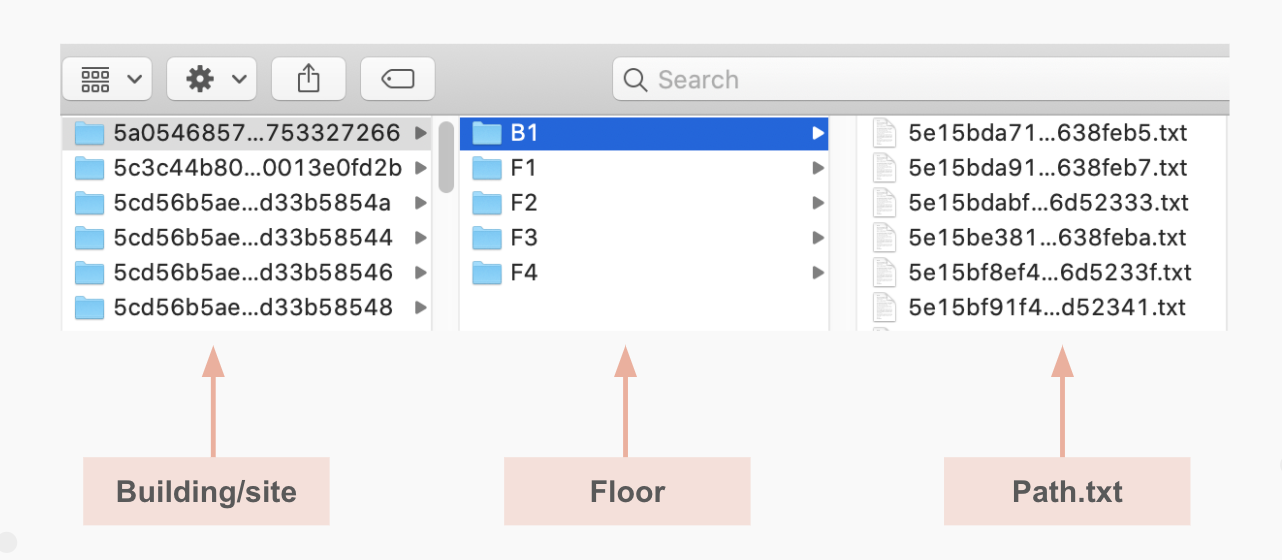 Search
5a0546857...753327266
5c3c44b80...0013e0fd2b
5cd56b5ae...d33b5854a
5cd56b5ae...d33b58544
5cd56b5ae...d33b58546
5cd56b5ae...d33b58548
B1
F1
F2
F3
F4
5e15bda71...638feb5.txt
5e15bda91...638feb7.txt
5e15bdabf...6d52333.txt
5e15be381...638feba.txt
5e15bf8ef4...6d5233f.txt
5e15bf91f4...d52341.txt
Building/site
Floor
Path.txt